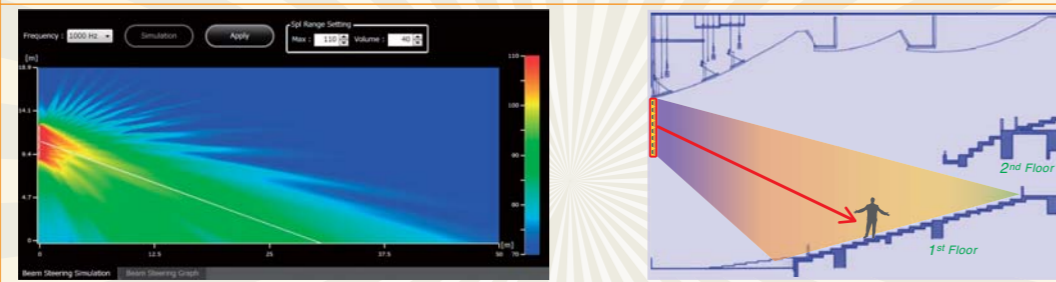 Spl Range Setting
Frequency : 1000 Hz Simulation Apply Max : 110 Volume : 40
[m]
18.8
14.1
9.4
4.7
0
0 12.5 25 37.5 50 [m]
110
100
90
80
70
Beam Steering Simulation Beam Steering Graph
2nd Floor
1st Floor